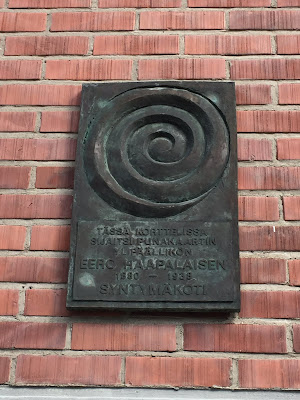 TÄSSÄ KORTTELISSA
SIJAITSI PUNAKAARTIN
YLIPÄÄLLIKÖN
EERO HAAPALAISEN
1880 – 1938
SYNTYMÄKOTI